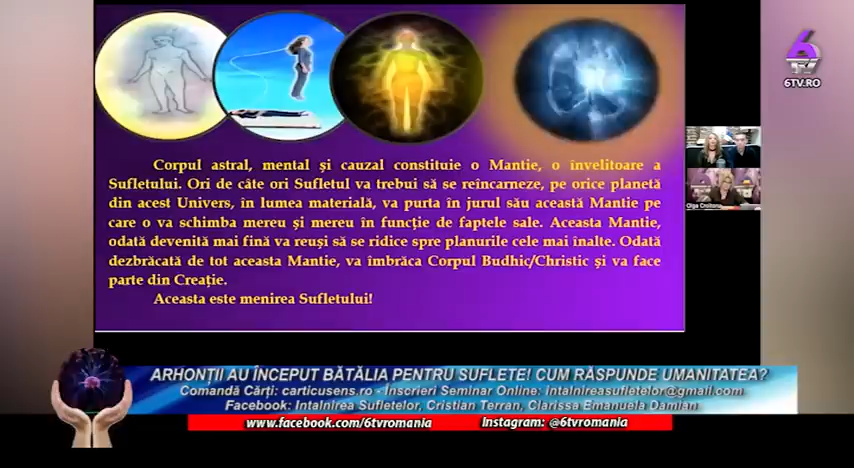 6
TV
6TV.RO
Corpul astral, mental şi cauzal constituie o Mantie, o învelitoare a
Sufletului. Ori de câte ori Sufletul va trebui să se reîncarneze, pe orice planetă
din acest Univers, în lumea materială, va purta în jurul său această Mantie pe
care o va schimba mereu şi mereu în funcţie de faptele sale. Aceasta Mantie,
odată devenită mai fină va reuşi să se ridice spre planurile cele mai înalte. Odată
dezbrăcată de tot aceasta Mantie, va îmbrăca Corpul Budhic/Christic şi va face
parte din Creaţie.
Aceasta este menirea Sufletului!
Olga Croitoru
ARHONŢII AU ÎNCEPUT BĂTĂLIA PENTRU SUFLETE! CUM RĂSPUNDE UMANITATEA?
Comandă Cărţi: carticusens.ro - Înscrieri Seminar Online: intalnireasufletelor@gmail.com
Facebook: Intalnirea Sufletelor, Cristian Terran, Clarissa Emanuela Damian
www.facebook.com/6tvromania Instagram: @6tvromania